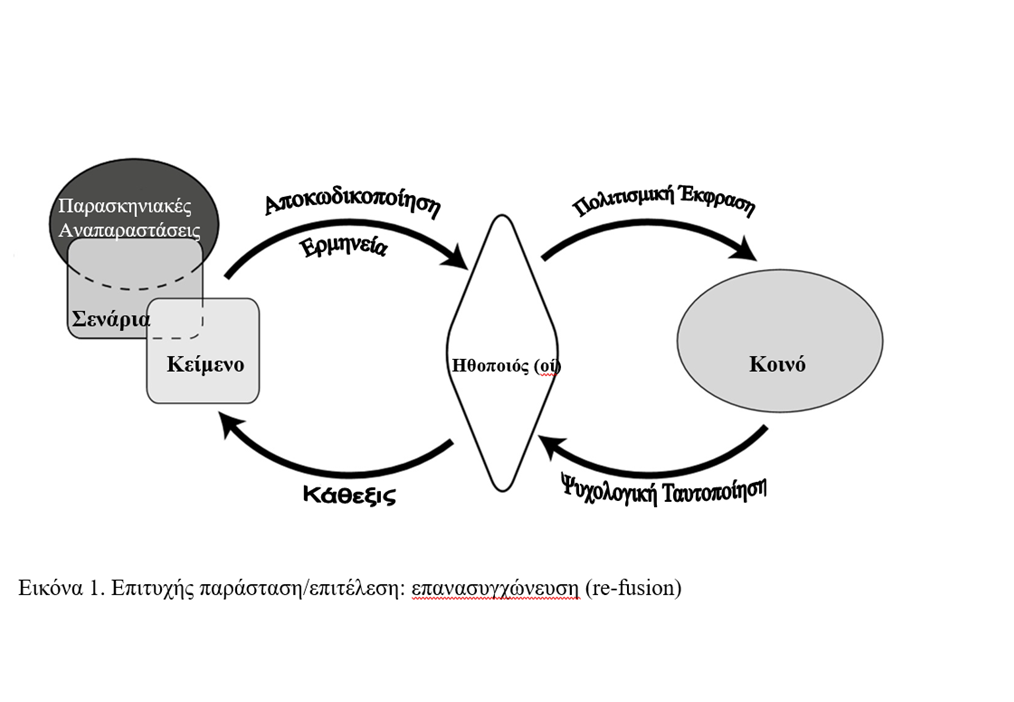 Παρασκηνιακές
Αναπαραστάσεις
Σενάρια
Κείμενο
Αποκωδικοποίηση
Ερμηνεία
Κάθεξις
Ηθοποιός (οί)
Πολιτισμική Έκφραση
Κοινό
Ψυχολογική Ταυτοποίηση
Εικόνα 1. Επιτυχής παράσταση/επιτέλεση: επανασυγχώνευση (re-fusion)